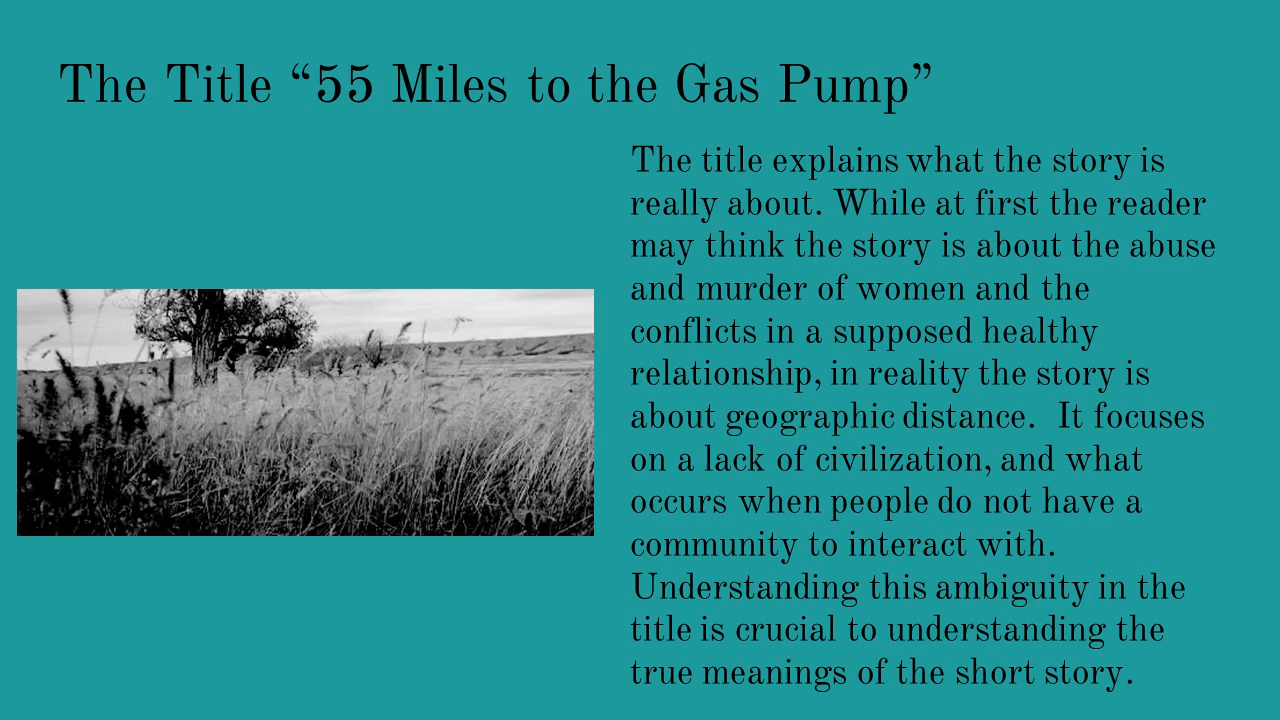 The Title “55 Miles to the Gas Pump”
The title explains what the story is
really about. While at first the reader
may think the story is about the abuse
and murder of women and the
conflicts in a supposed healthy
relationship, in reality the story is
about geographic distance.  It focuses
on a lack of civilization, and what
occurs when people do not have a
community to interact with.
Understanding this ambiguity in the
title is crucial to understanding the
true meanings of the short story.